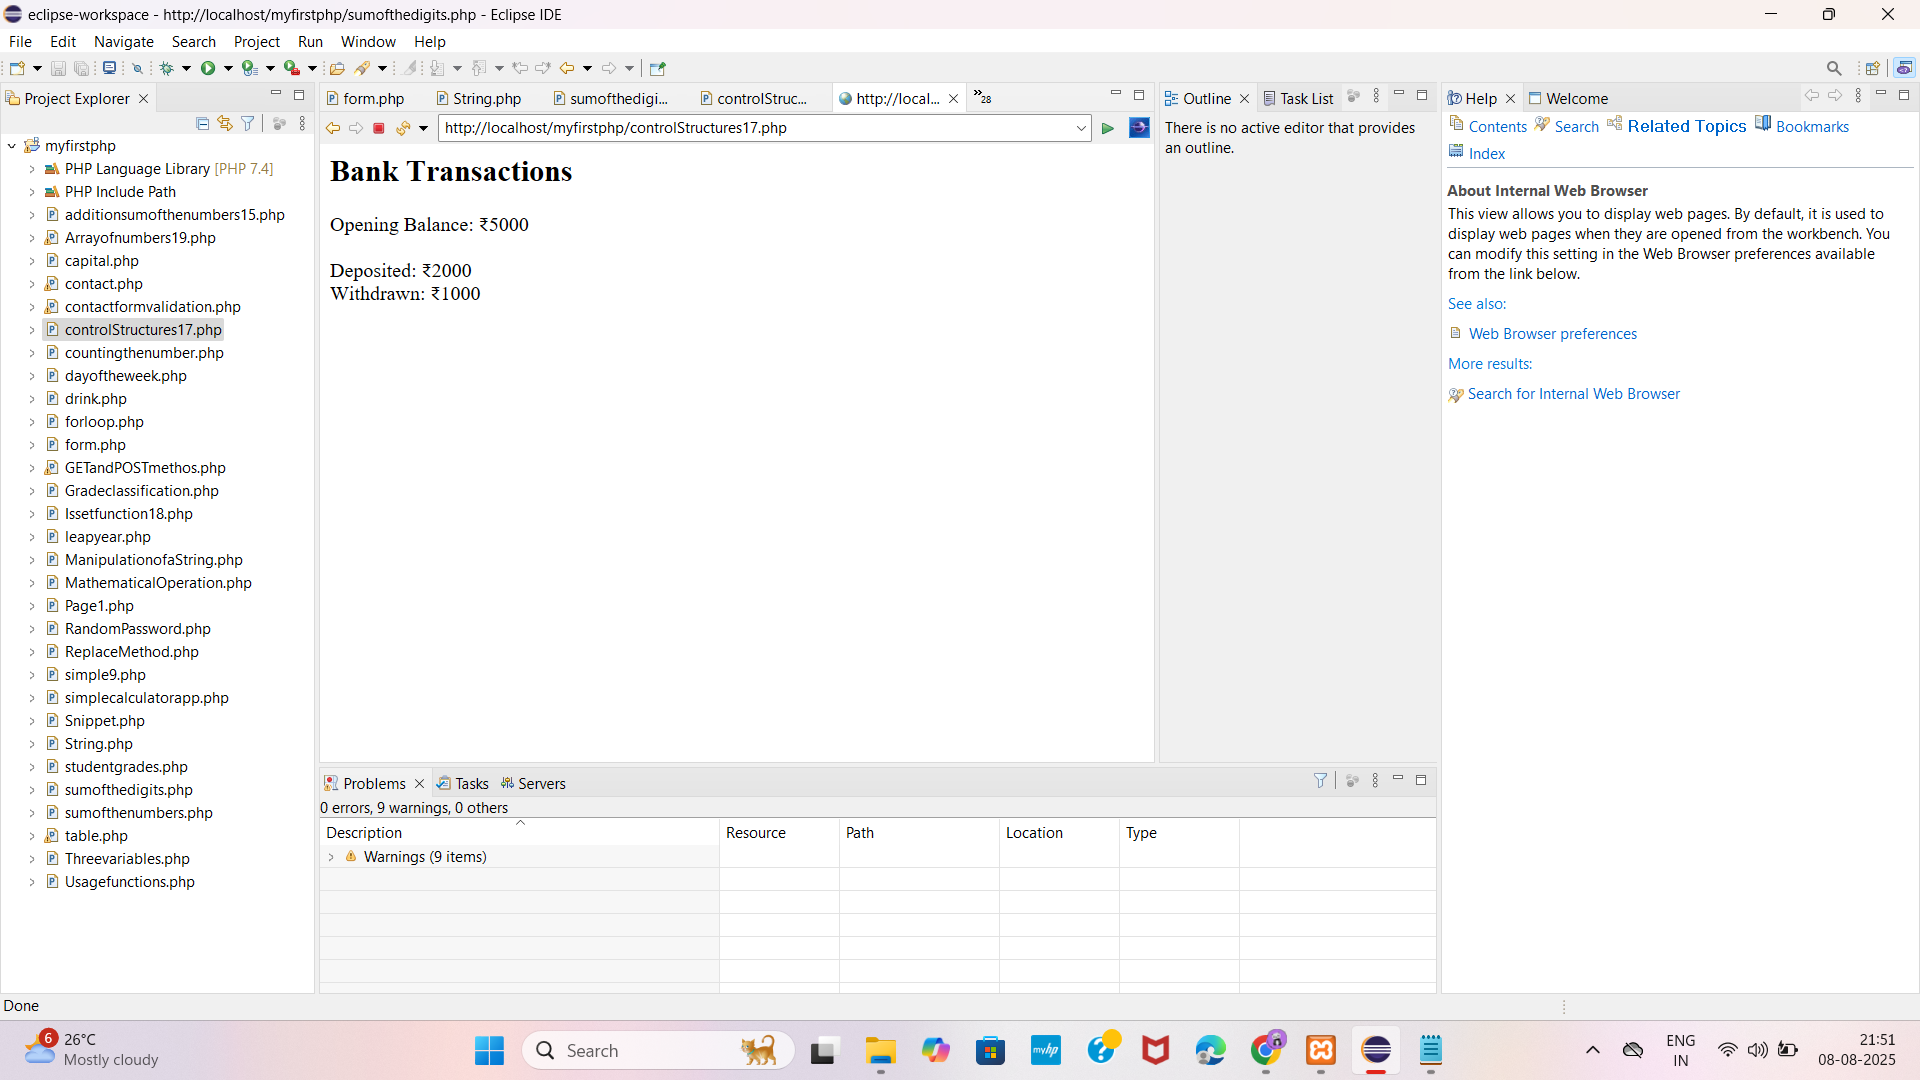 eclipse-workspace - http://localhost/myfirstphp/sumofthedigits.php - Eclipse IDE
File Edit Navigate Search Project Run Window Help
Project Explorer
myfirstphp
PHP Language Library [PHP 7.4]
PHP Include Path
additionsumofthenumbers15.php
Arrayofnumbers19.php
capital.php
contact.php
contactformvalidation.php
controlStructures17.php
countingthenumber.php
dayoftheweek.php
drink.php
forloop.php
form.php
GETandPOSTmethos.php
Gradeclassification.php
Issetfunction18.php
leapyear.php
ManipulationofaString.php
MathematicalOperation.php
Page1.php
RandomPassword.php
ReplaceMethod.php
simple9.php
simplecalculatorapp.php
Snippet.php
String.php
studentgrades.php
sumofthedigits.php
sumofthenumbers.php
table.php
Threevariables.php
Usagefunctions.php
form.php String.php sumofthedigi... controlStruc... http://local... »28
http://localhost/myfirstphp/controlStructures17.php
Bank Transactions
Opening Balance: ₹5000
Deposited: ₹2000
Withdrawn: ₹1000
Outline Task List
There is no active editor that provides
an outline.
Help Welcome
Contents Search Related Topics Bookmarks
Index
About Internal Web Browser
This view allows you to display web pages. By default, it is used to
display web pages when they are opened from the workbench. You
can modify this setting in the Web Browser preferences available
from the link below.
See also:
Web Browser preferences
More results:
Search for Internal Web Browser
Problems Tasks Servers
0 errors, 9 warnings, 0 others
Description Resource Path Location Type
Warnings (9 items)
Done
6
26°C
Mostly cloudy
Search
myhp
ENG
IN
21:51
08-08-2025